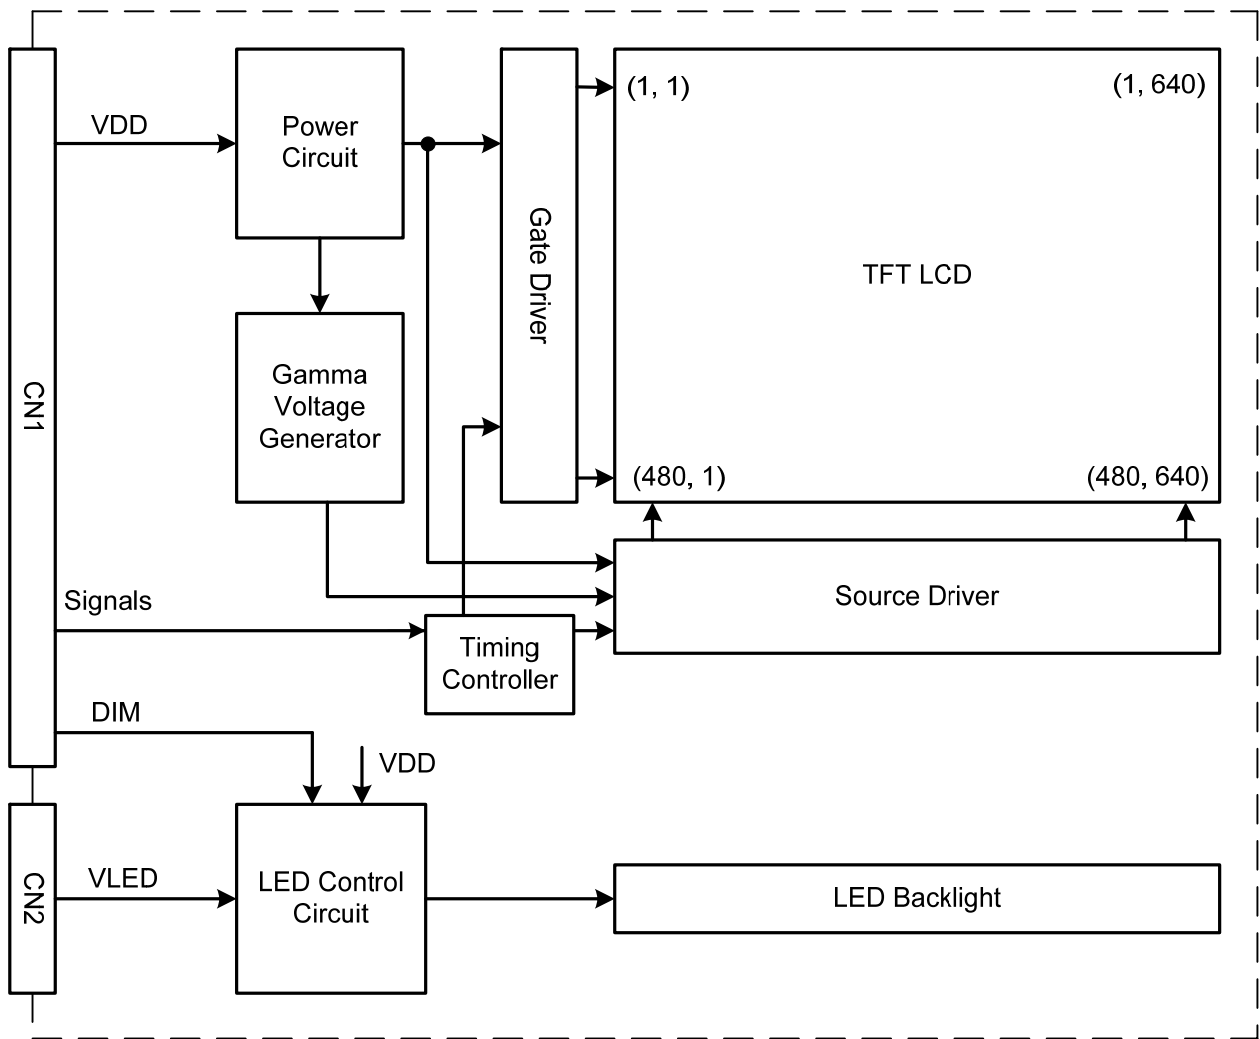 (1, 1)
(1, 640)
VDD
Power
Circuit
Gate Driver
TFT LCD
CN1
Gamma
Voltage
Generator
(480, 1)
(480, 640)
Signals
Source Driver
Timing
Controller
DIM
VDD
CN2
VLED
LED Control
Circuit
LED Backlight